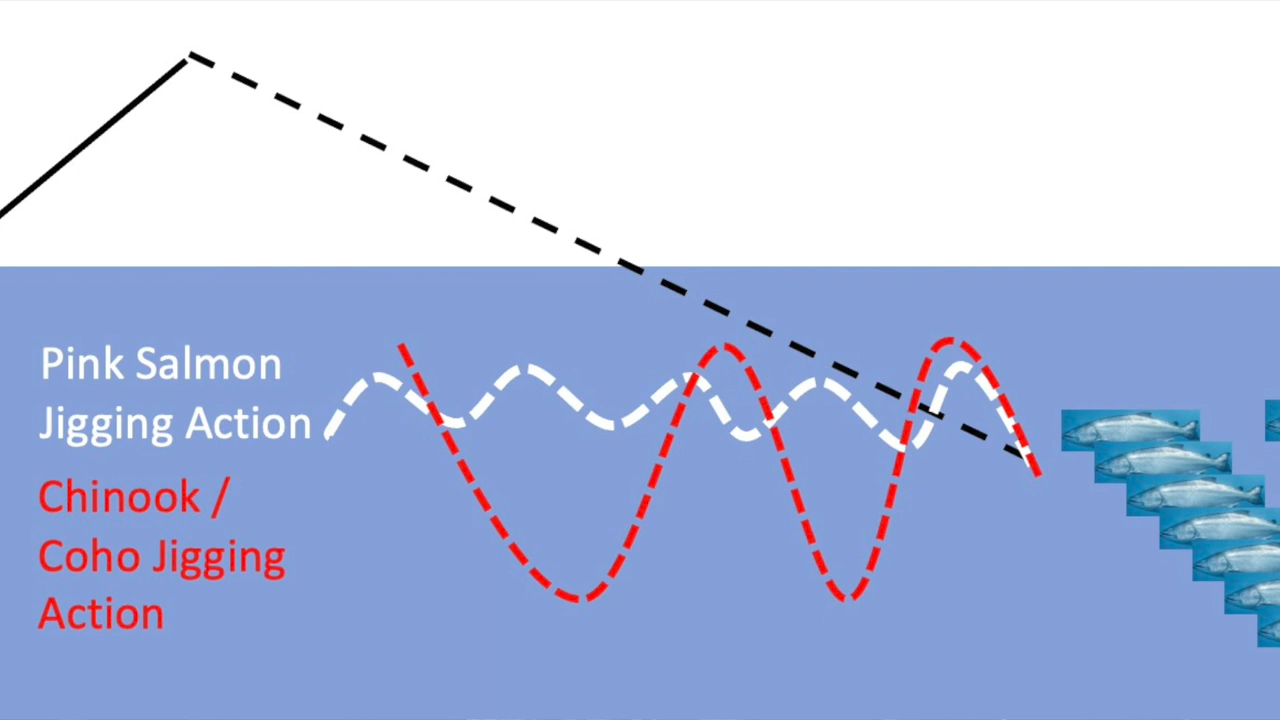 Pink Salmon
Jigging Action
Chinook /
Coho Jigging
Action